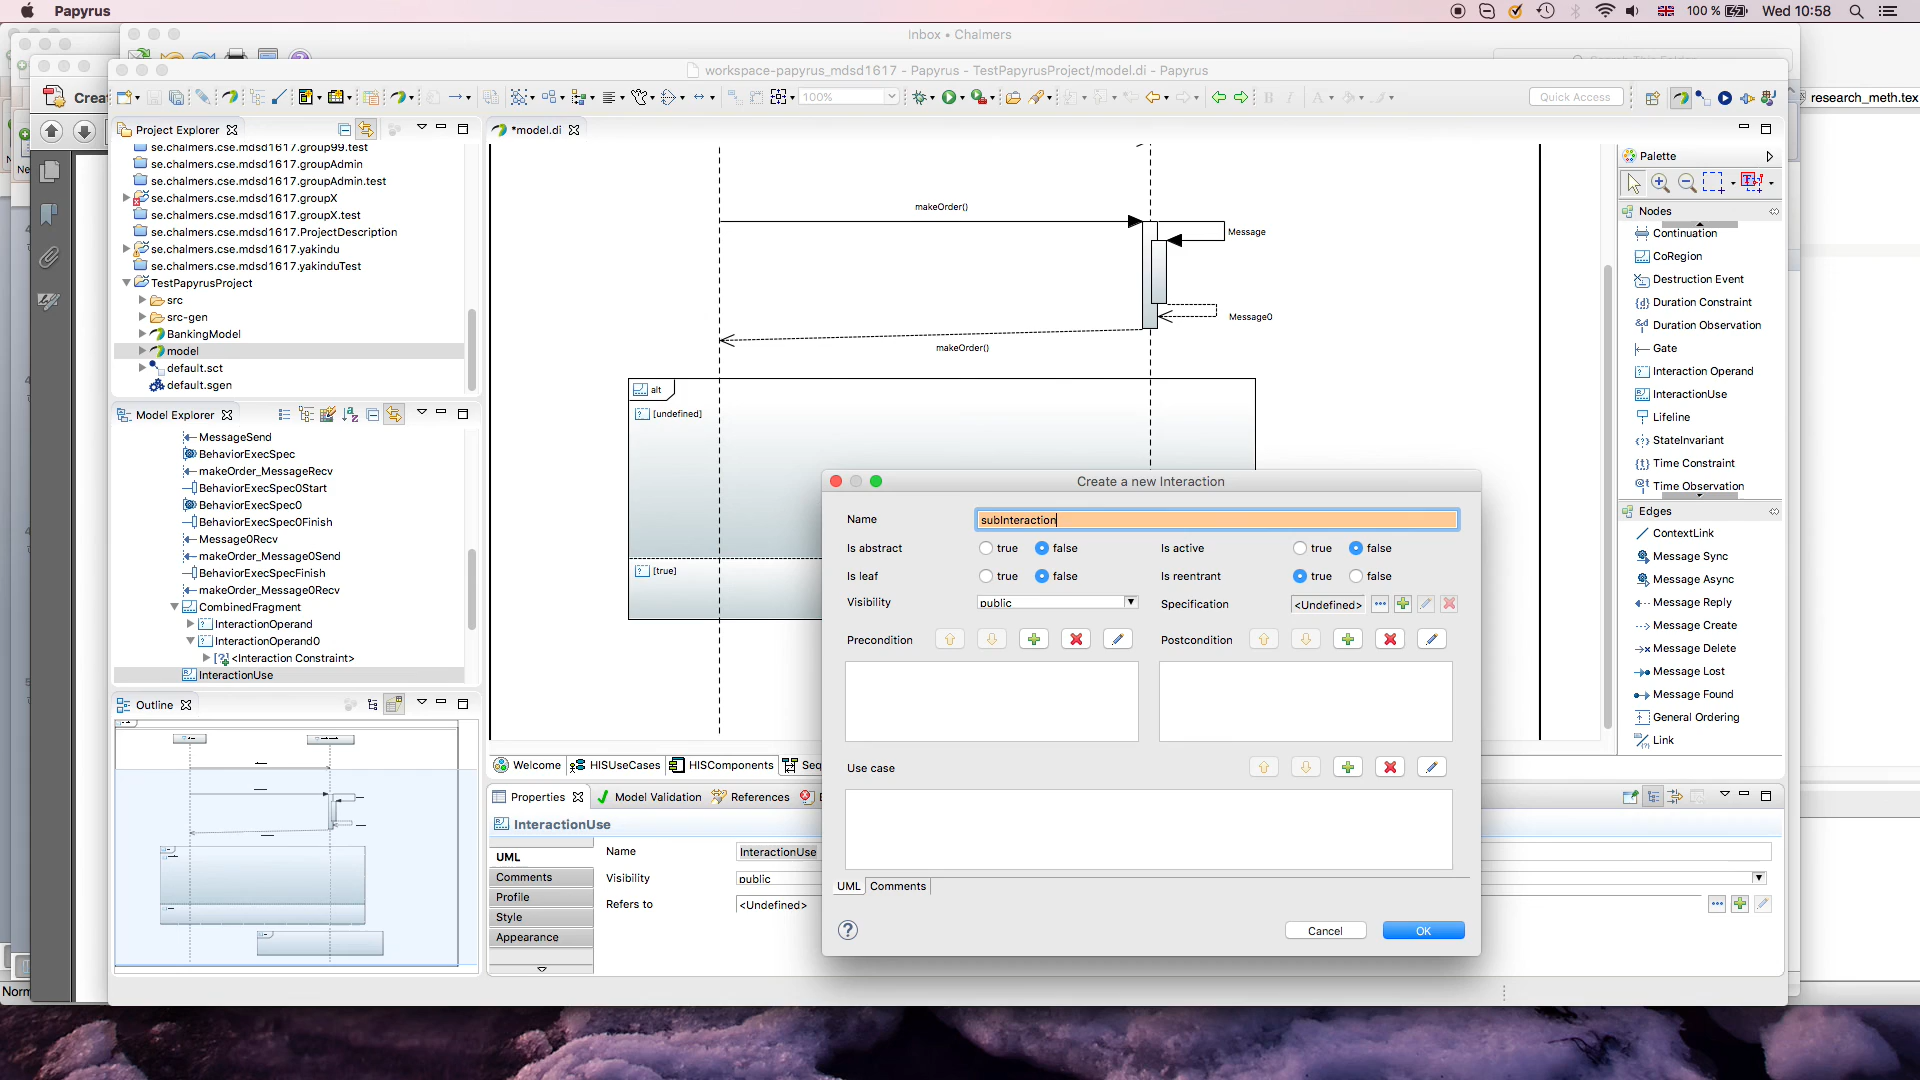 Papyrus
100 %
Wed 10:58
Inbox • Chalmers
workspace-papyrus_mdsd1617 - Papyrus - TestPapyrusProject/model.di - Papyrus
Crea
100%
Quick Access
research_meth.tex
Project Explorer
*model.di
se.chalmers.cse.mdsd1617.group99.test
se.chalmers.cse.mdsd1617.groupAdmin
se.chalmers.cse.mdsd1617.groupAdmin.test
se.chalmers.cse.mdsd1617.groupX
se.chalmers.cse.mdsd1617.groupX.test
se.chalmers.cse.mdsd1617.ProjectDescription
se.chalmers.cse.mdsd1617.yakindu
se.chalmers.cse.mdsd1617.yakinduTest
TestPapyrusProject
src
src-gen
BankingModel
model
default.sct
default.sgen
Model Explorer
MessageSend
BehaviorExecSpec
makeOrder_MessageRecv
BehaviorExecSpec0Start
BehaviorExecSpec0
BehaviorExecSpec0Finish
Message0Recv
makeOrder_Message0Send
BehaviorExecSpecFinish
makeOrder_Message0Recv
CombinedFragment
InteractionOperand
InteractionOperand0
<Interaction Constraint>
InteractionUse
Outline
makeOrder()
Message
Message0
makeOrder()
alt
[undefined]
[true]
Palette
Nodes
Continuation
CoRegion
Destruction Event
Duration Constraint
Duration Observation
Gate
Interaction Operand
InteractionUse
Lifeline
StateInvariant
Time Constraint
Time Observation
Edges
ContextLink
Message Sync
Message Async
Message Reply
Message Create
Message Delete
Message Lost
Message Found
General Ordering
Link
Create a new Interaction
Name
subInteraction
Is abstract
true
false
Is active
true
false
Is leaf
true
false
Is reentrant
true
false
Visibility
public
Specification
<Undefined>
Precondition
Postcondition
Use case
UML
Comments
Cancel
OK
Welcome
HISUseCases
HISComponents
Seq
Properties
Model Validation
References
InteractionUse
UML
Comments
Profile
Style
Appearance
Name
InteractionUse
Visibility
public
Refers to
<Undefined>
Norm